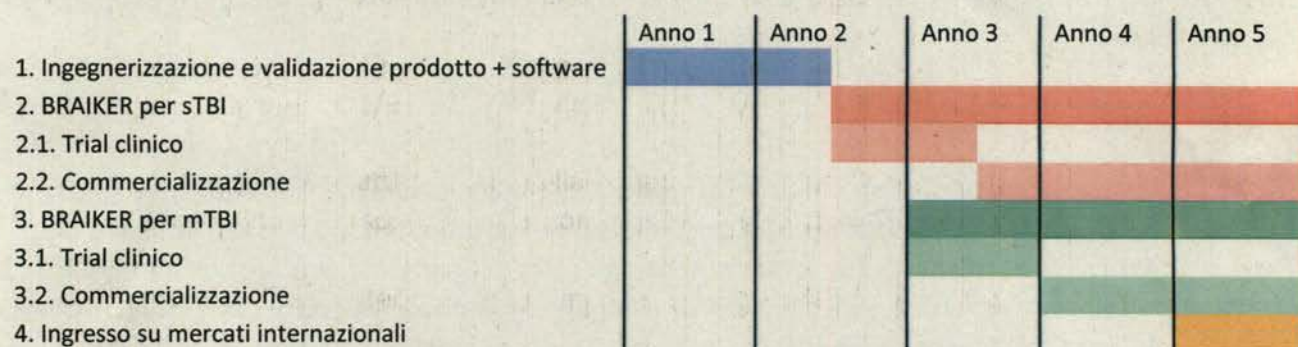 Anno 1 Anno 2 Anno 3 Anno 4 Anno 5
1. Ingegnerizzazione e validazione prodotto + software
2. BRAIKER per sTBI
2.1. Trial clinico
2.2. Commercializzazione
3. BRAIKER per mTBI
3.1. Trial clinico
3.2. Commercializzazione
4. Ingresso su mercati internazionali